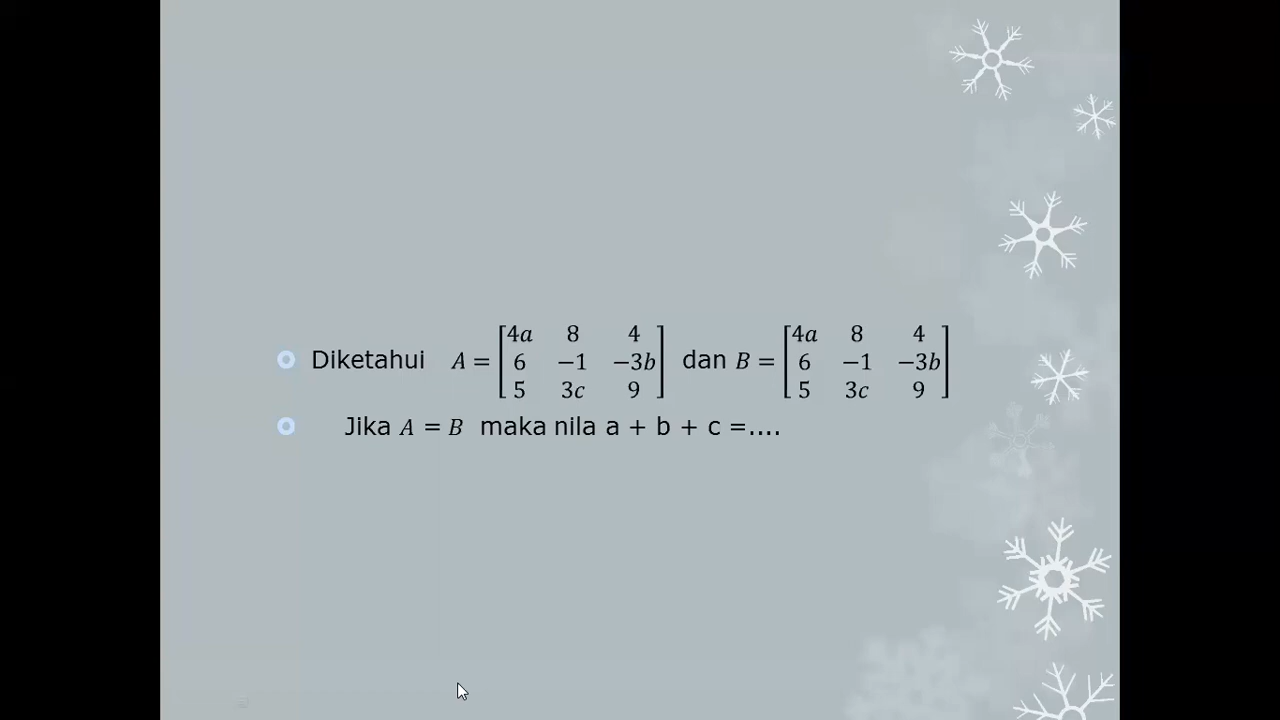 Diketahui A = [4a 8 4; 6 −1 −3b; 5 3c 9] dan B = [4a 8 4; 6 −1 −3b; 5 3c 9]
Jika A = B maka nila a + b + c =....